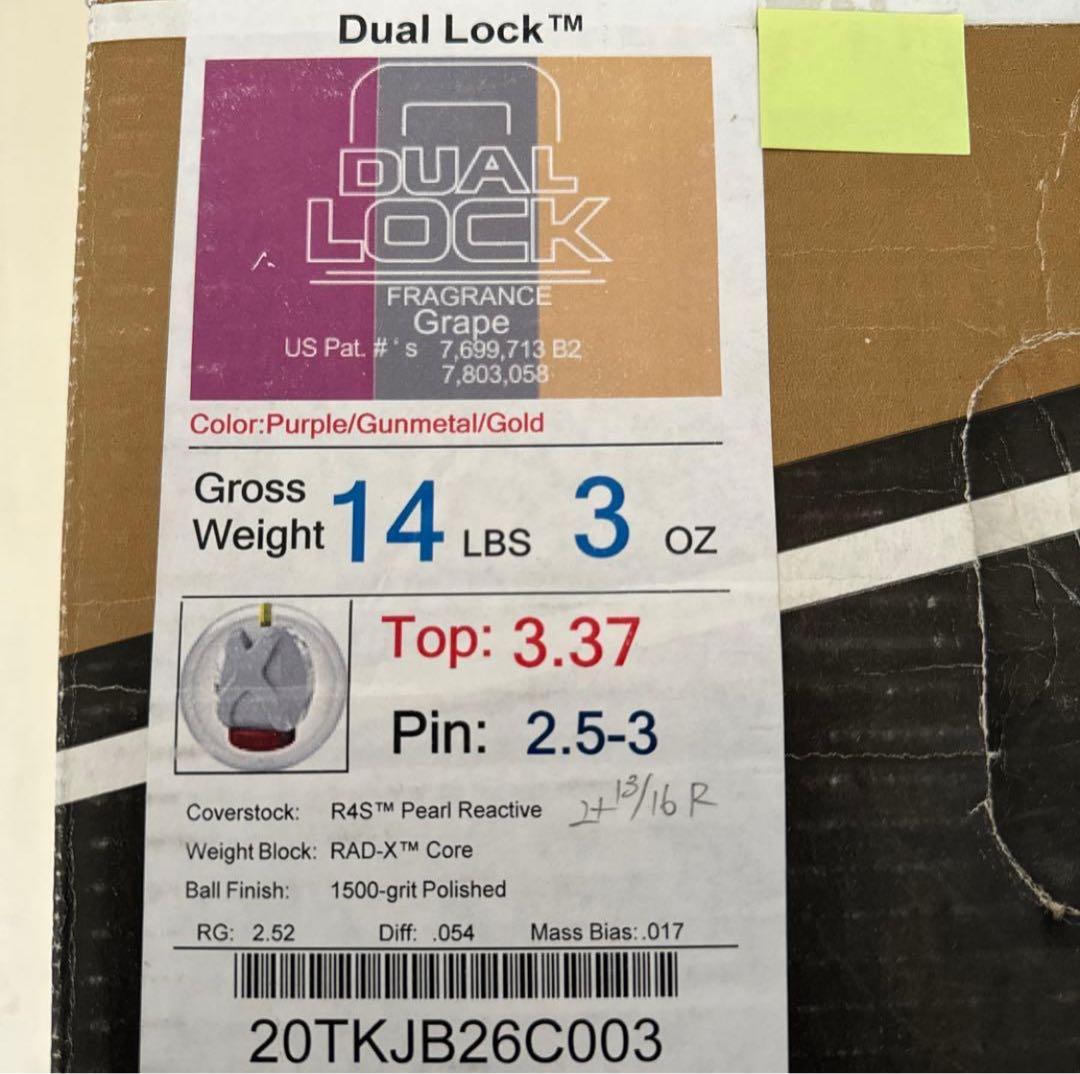 Dual Lock™
DUAL
LOCK
FRAGRANCE
Grape
US Pat. #'s 7,699,713 B2
7,803,058
Color:Purple/Gunmetal/Gold
Gross Weight 14 LBS 3 OZ
Top: 3.37
Pin: 2.5-3
2+13/16 R
Coverstock: R4S™ Pearl Reactive
Weight Block: RAD-X™ Core
Ball Finish: 1500-grit Polished
RG: 2.52 Diff: .054 Mass Bias:.017
20TKJB26C003